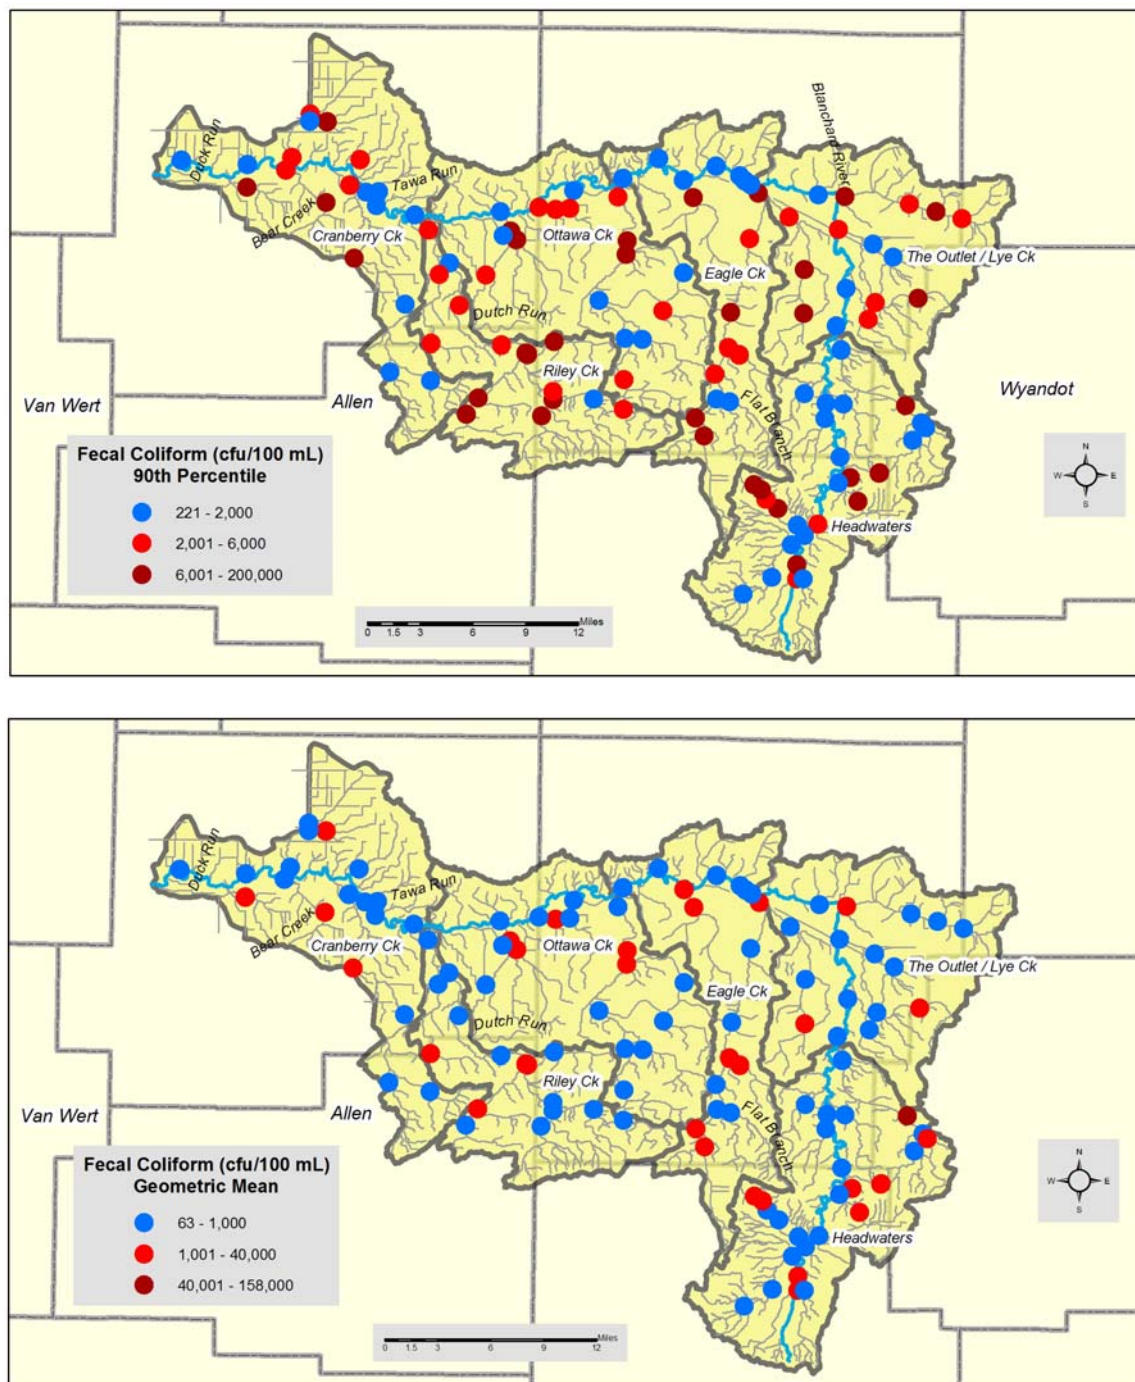 Duck Run
Blanchard River
Tawa Run
Bear Creek
Cranberry Ck
Ottawa Ck
The Outlet / Lye Ck
Eagle Ck
Dutch Run
Riley Ck
Wyandot
Van Wert
Allen
Flat Branch
Fecal Coliform (cfu/100 mL)
90th Percentile
221 - 2,000
2,001 - 6,000
6,001 - 200,000
N
W E
S
Headwaters
Miles
0 1.5 3 6 9 12
Duck Run
Tawa Run
Bear Creek
Cranberry Ck
Ottawa Ck
The Outlet / Lye Ck
Eagle Ck
Dutch Run
Riley Ck
Van Wert
Allen
Flat Branch
Fecal Coliform (cfu/100 mL)
Geometric Mean
63 - 1,000
1,001 - 40,000
40,001 - 158,000
N
W E
S
Headwaters
Miles
0 1.5 3 6 9 12